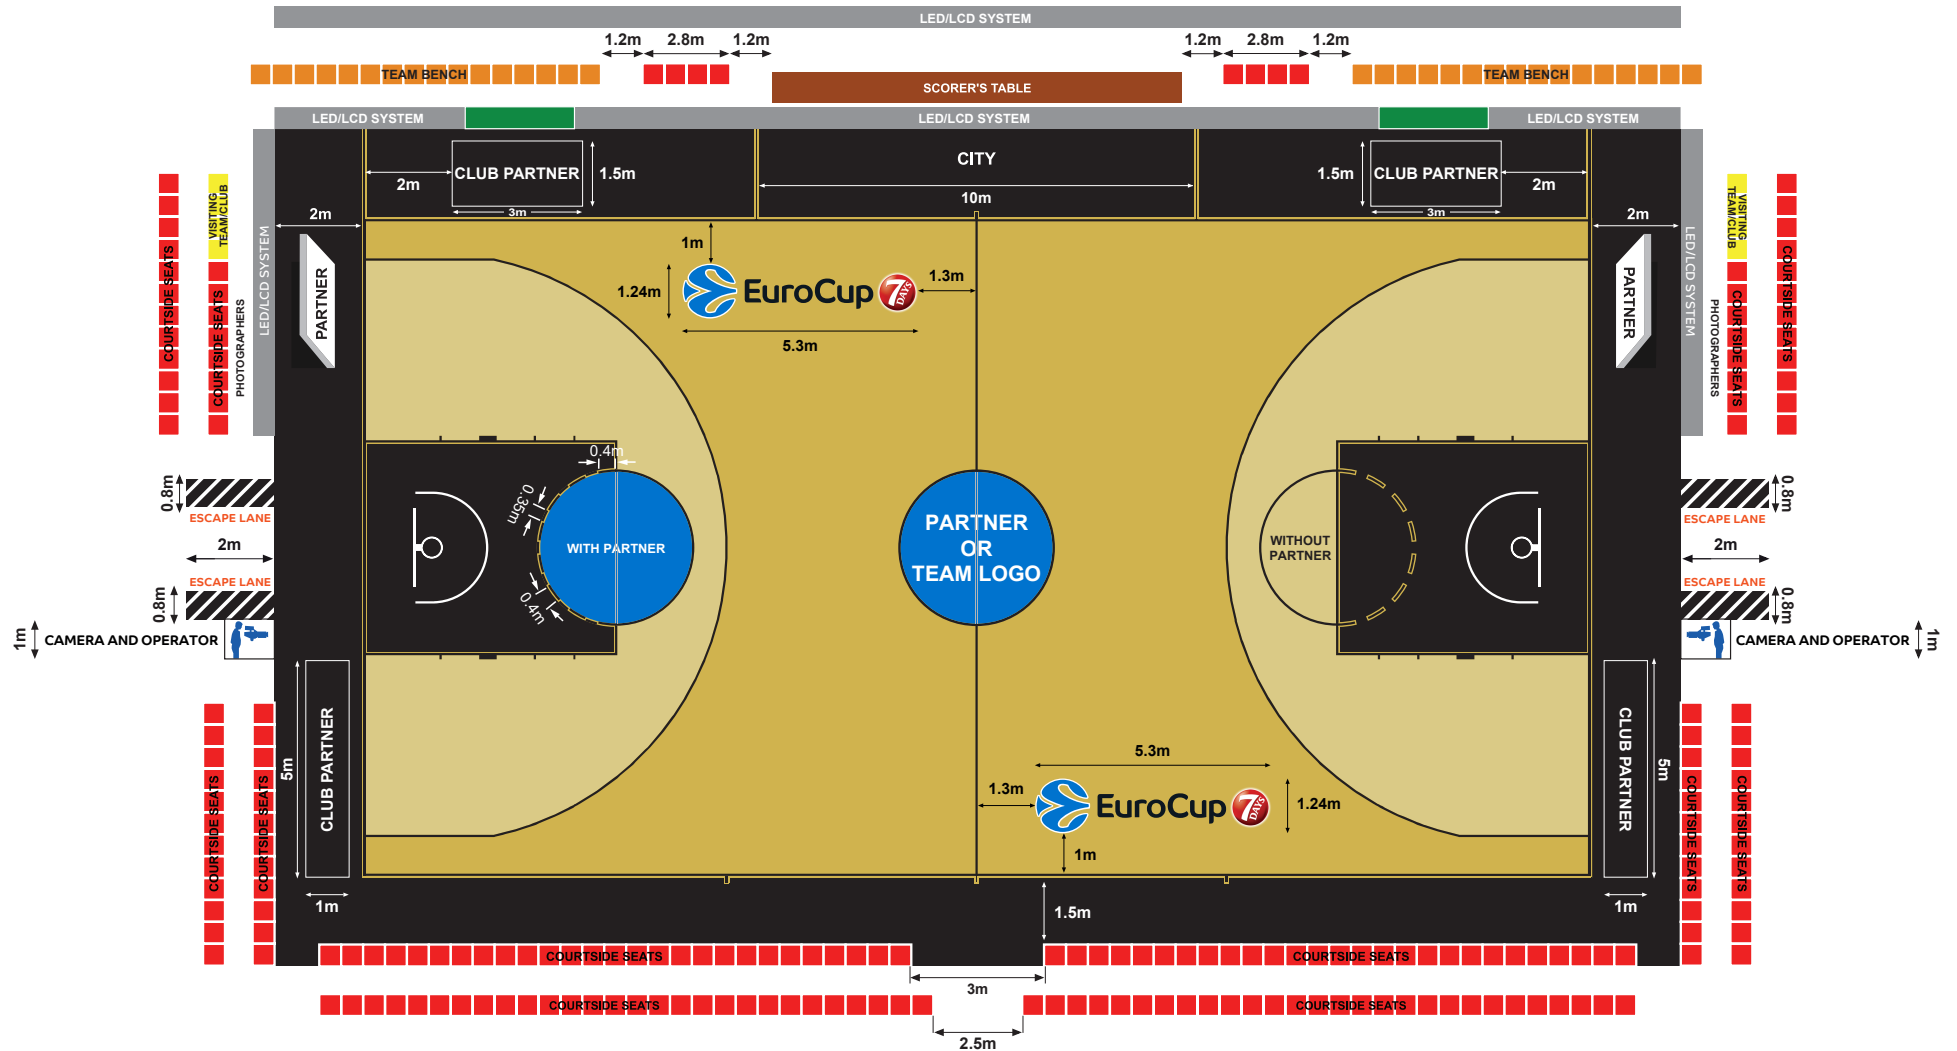 LED/LCD SYSTEM
1.2m
2.8m
1.2m
1.2m
2.8m
1.2m
TEAM BENCH
SCORER'S TABLE
TEAM BENCH
LED/LCD SYSTEM
LED/LCD SYSTEM
LED/LCD SYSTEM
CLUB PARTNER
2m
3m
1.5m
CITY
10m
1.5m
CLUB PARTNER
3m
2m
COURTSIDE SEATS
VISITING
TEAM/CLUB
COURTSIDE SEATS
PHOTOGRAPHERS
LED/LCD SYSTEM
2m
PARTNER
1m
1.24m
EuroCup
7
DAYS
1.3m
5.3m
2m
PARTNER
LED/LCD SYSTEM
PHOTOGRAPHERS
VISITING
TEAM/CLUB
COURTSIDE SEATS
COURTSIDE SEATS
0.8m
ESCAPE LANE
2m
ESCAPE LANE
0.8m
1m
CAMERA AND OPERATOR
0.4m
0.35m
0.4m
WITH PARTNER
PARTNER
OR
TEAM LOGO
WITHOUT
PARTNER
0.8m
ESCAPE LANE
2m
ESCAPE LANE
0.8m
CAMERA AND OPERATOR
1m
COURTSIDE SEATS
COURTSIDE SEATS
5m
CLUB PARTNER
1m
5.3m
1.3m
EuroCup
7
DAYS
1.24m
1m
CLUB PARTNER
5m
1m
COURTSIDE SEATS
COURTSIDE SEATS
1.5m
COURTSIDE SEATS
COURTSIDE SEATS
3m
COURTSIDE SEATS
COURTSIDE SEATS
2.5m